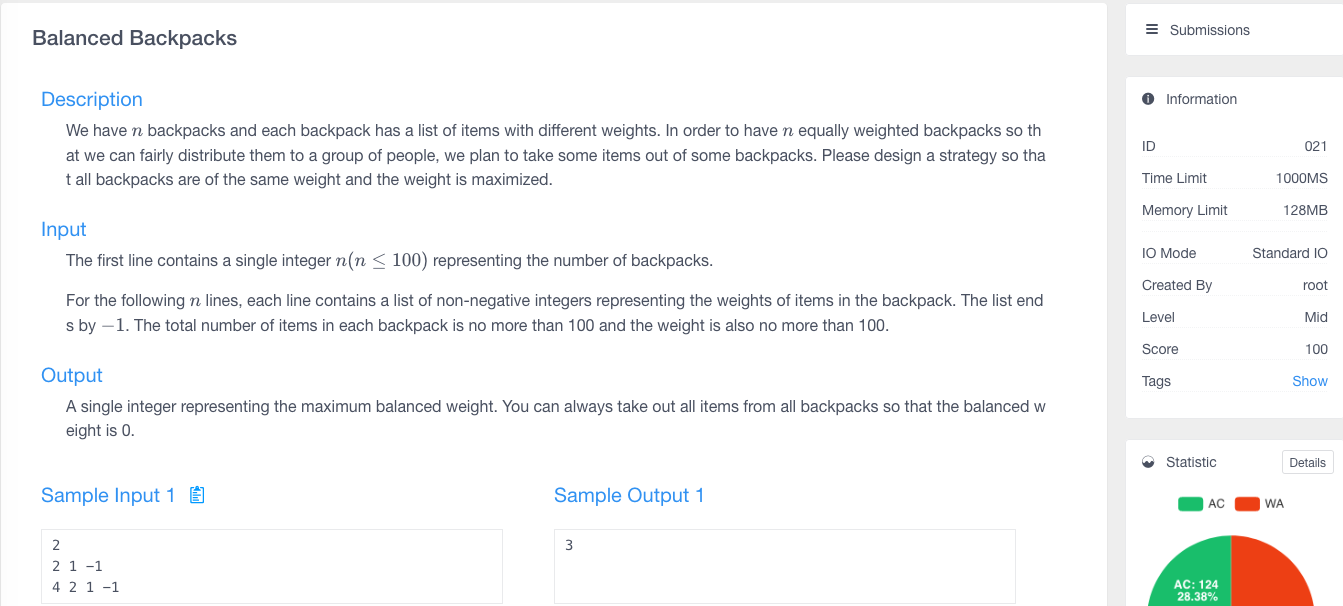 Balanced Backpacks
Description
We have n backpacks and each backpack has a list of items with different weights. In order to have n equally weighted backpacks so th
at we can fairly distribute them to a group of people, we plan to take some items out of some backpacks. Please design a strategy so tha
t all backpacks are of the same weight and the weight is maximized.
Input
The first line contains a single integer n(n ≤ 100) representing the number of backpacks.
For the following n lines, each line contains a list of non-negative integers representing the weights of items in the backpack. The list end
s by −1. The total number of items in each backpack is no more than 100 and the weight is also no more than 100.
Output
A single integer representing the maximum balanced weight. You can always take out all items from all backpacks so that the balanced w
eight is 0.
Sample Input 1
2
2 1 -1
4 2 1 -1
Sample Output 1
3
Submissions
Information
ID 021
Time Limit 1000MS
Memory Limit 128MB
IO Mode Standard IO
Created By root
Level Mid
Score 100
Tags Show
Statistic Details
AC WA
AC: 124
28.38%